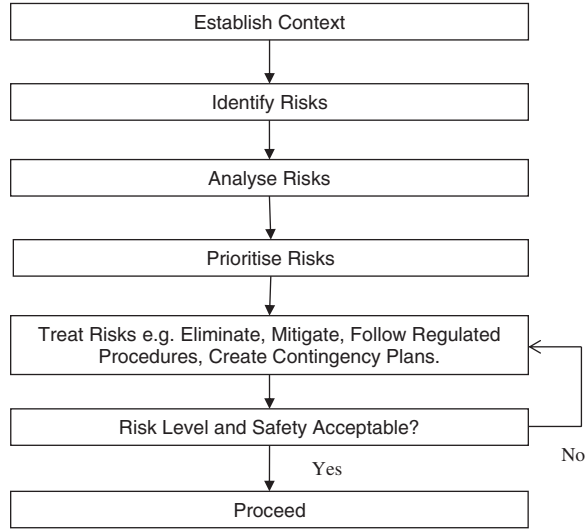 Establish Context
Identify Risks
Analyse Risks
Prioritise Risks
Treat Risks e.g. Eliminate, Mitigate, Follow Regulated
Procedures, Create Contingency Plans.
Risk Level and Safety Acceptable?
No
Yes
Proceed